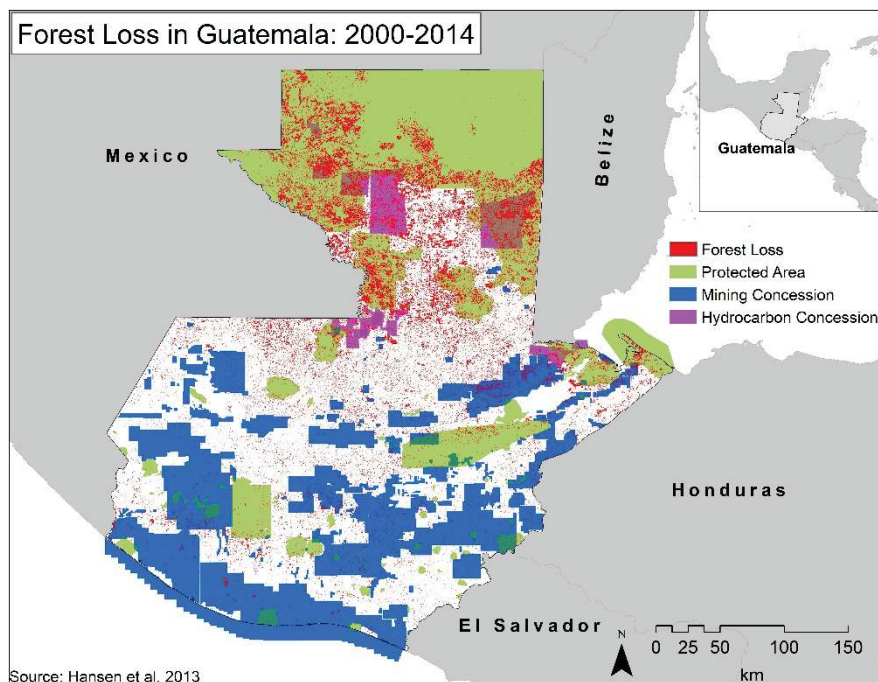 Forest Loss in Guatemala: 2000-2014
Mexico
Belize
Guatemala
Forest Loss
Protected Area
Mining Concession
Hydrocarbon Concession
Honduras
El Salvador
N
0 25 50 100 150
km
Source: Hansen et al. 2013